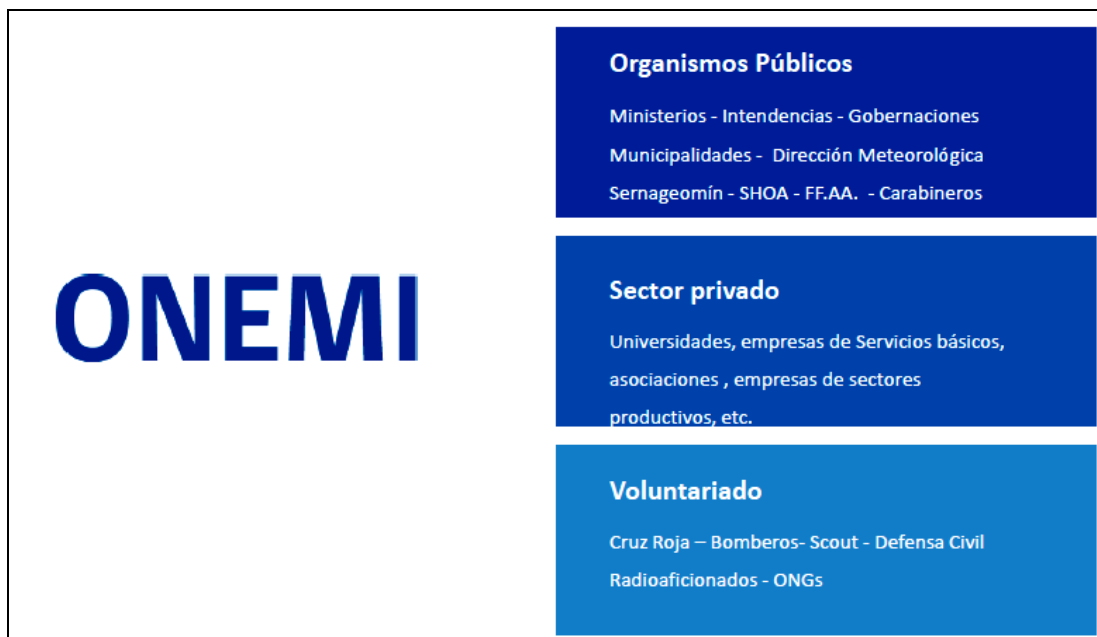 ONEMI
Organismos Públicos
Ministerios - Intendencias - Gobernaciones
Municipalidades - Dirección Meteorológica
Sernageomín - SHOA - FF.AA. - Carabineros
Sector privado
Universidades, empresas de Servicios básicos,
asociaciones , empresas de sectores
productivos, etc.
Voluntariado
Cruz Roja – Bomberos- Scout - Defensa Civil
Radioaficionados - ONGs